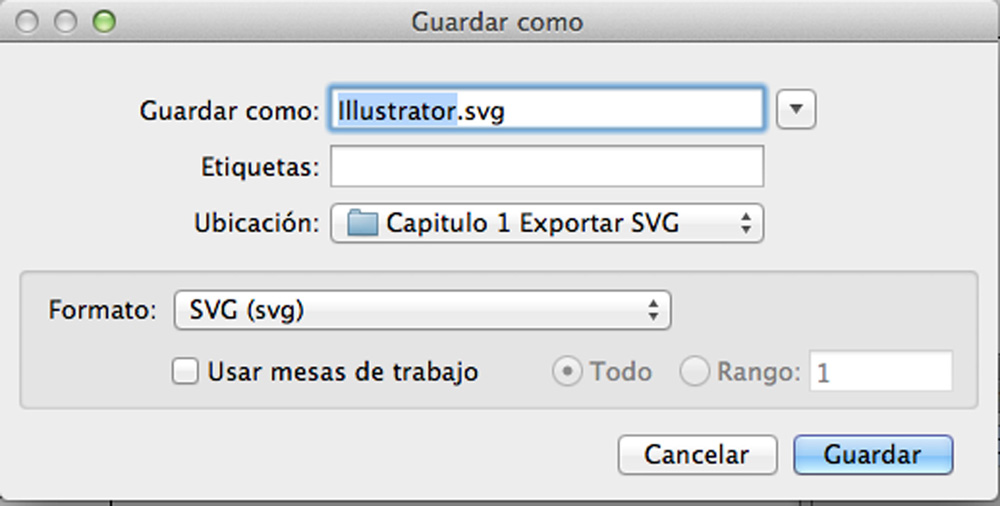 Guardar como
Guardar como: Illustrator.svg
Etiquetas:
Ubicación: Capitulo 1 Exportar SVG
Formato: SVG (svg)
Usar mesas de trabajo Todo Rango: 1
Cancelar Guardar